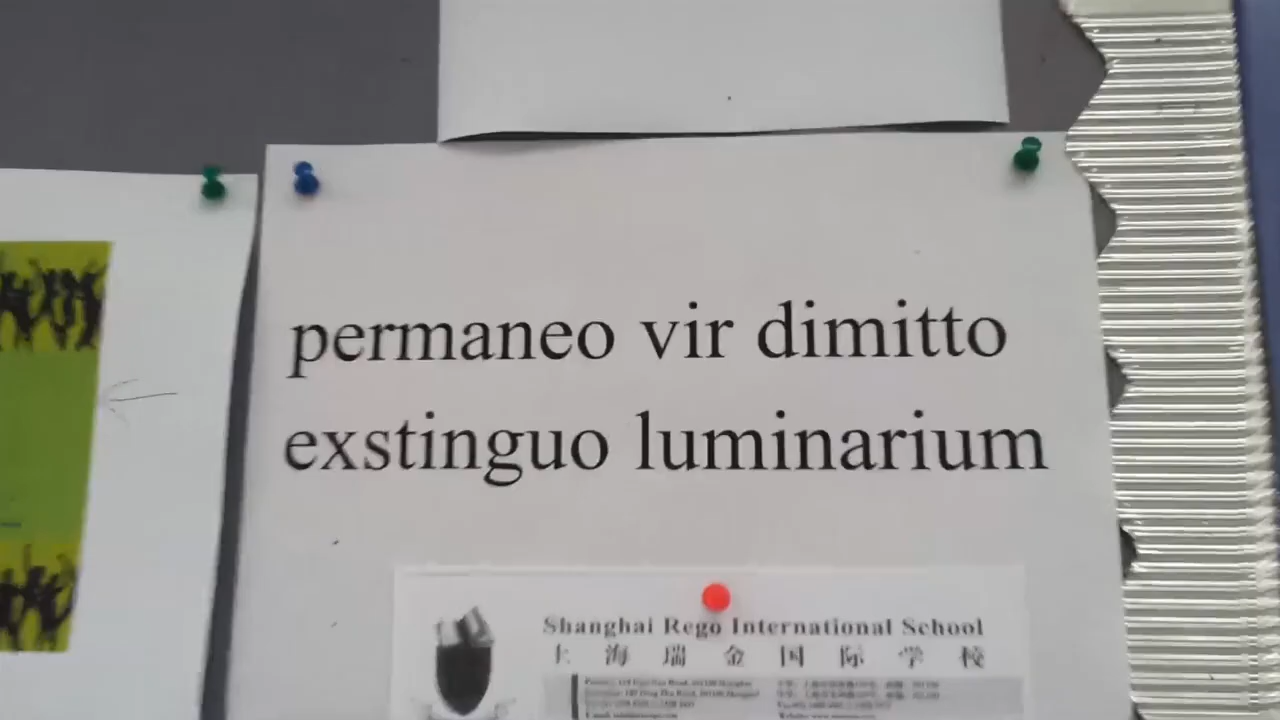 permaneo vir dimitto
exstinguo luminarium
Shanghai Rego International School
上海瑞金国际学校